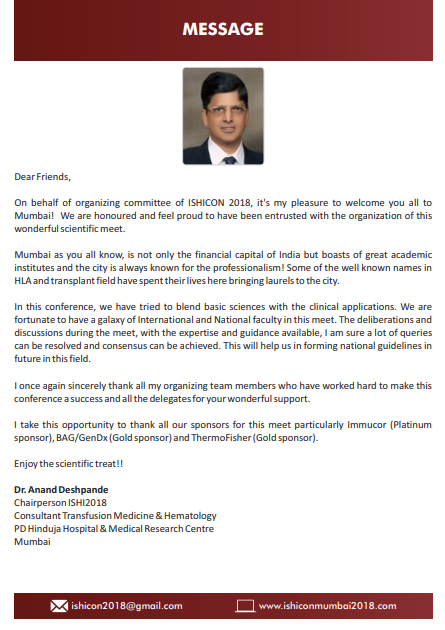 MESSAGE
Dear Friends,
On behalf of organizing committee of ISHICON 2018, it's my pleasure to welcome you all to
Mumbai! We are honoured and feel proud to have been entrusted with the organization of this
wonderful scientific meet.
Mumbai as you all know, is not only the financial capital of India but boasts of great academic
institutes and the city is always known for the professionalism! Some of the well known names in
HLA and transplant field have spent their lives here bringing laurels to the city.
In this conference, we have tried to blend basic sciences with the clinical applications. We are
fortunate to have a galaxy of International and National faculty in this meet. The deliberations and
discussions during the meet, with the expertise and guidance available, I am sure a lot of queries
can be resolved and consensus can be achieved. This will help us in forming national guidelines in
future in this field.
I once again sincerely thank all my organizing team members who have worked hard to make this
conference a success and all the delegates for your wonderful support.
I take this opportunity to thank all our sponsors for this meet particularly Immucor (Platinum
sponsor), BAG/GenDx (Gold sponsor) and ThermoFisher (Gold sponsor).
Enjoy the scientific treat!!
Dr. Anand Deshpande
Chairperson ISHI2018
Consultant Transfusion Medicine & Hematology
PD Hinduja Hospital & Medical Research Centre
Mumbai
ishicon2018@gmail.com
www.ishiconmumbai2018.com